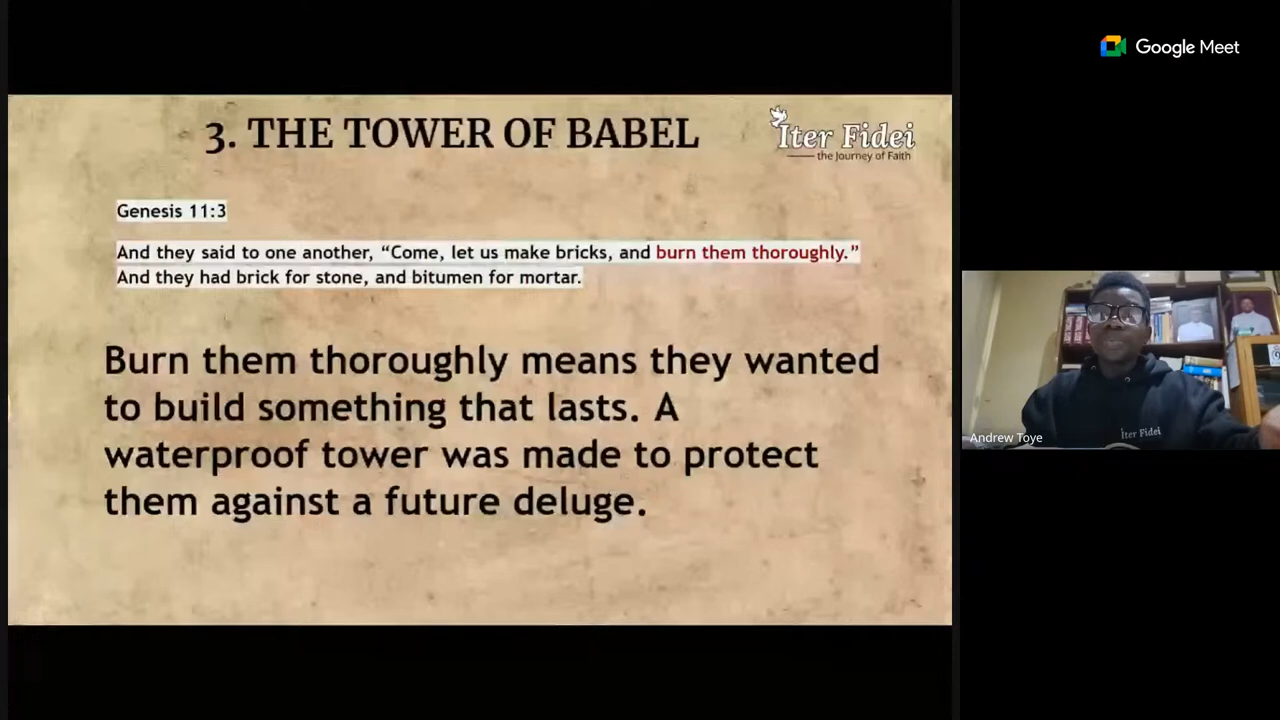 Google Meet
3. THE TOWER OF BABEL
Iter Fidei
the Journey of Faith
Genesis 11:3
And they said to one another, “Come, let us make bricks, and burn them thoroughly.”
And they had brick for stone, and bitumen for mortar.
Burn them thoroughly means they wanted
to build something that lasts. A
waterproof tower was made to protect
them against a future deluge.
Iter Fidei
Andrew Toye